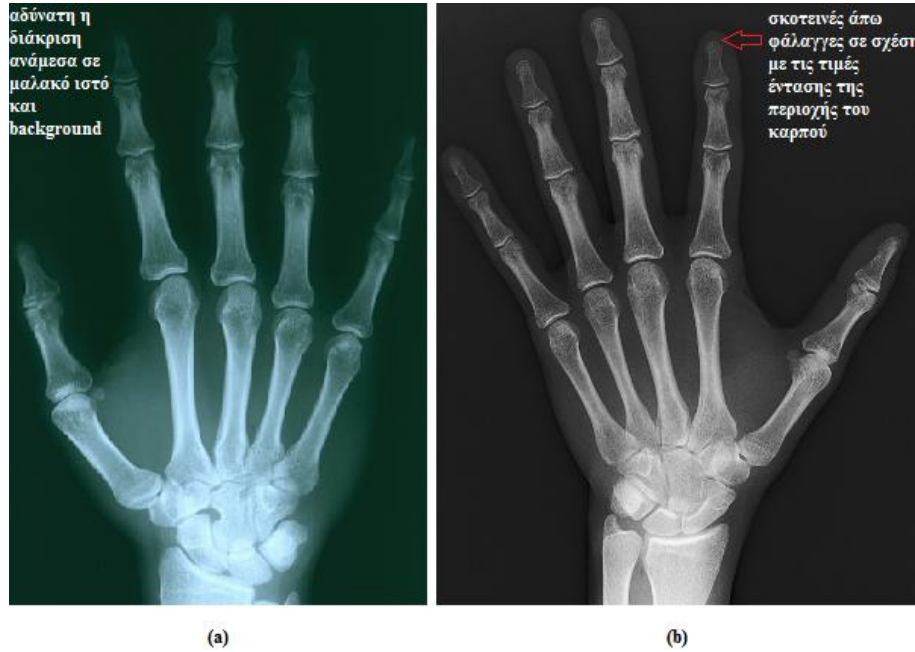 αδύνατη η
διάκριση
ανάμεσα σε
μαλακό ιστό
και
background
σκοτεινές άπω
φάλαγγες σε σχέση
με τις τιμές
έντασης της
περιοχής του
καρπού
(a)
(b)